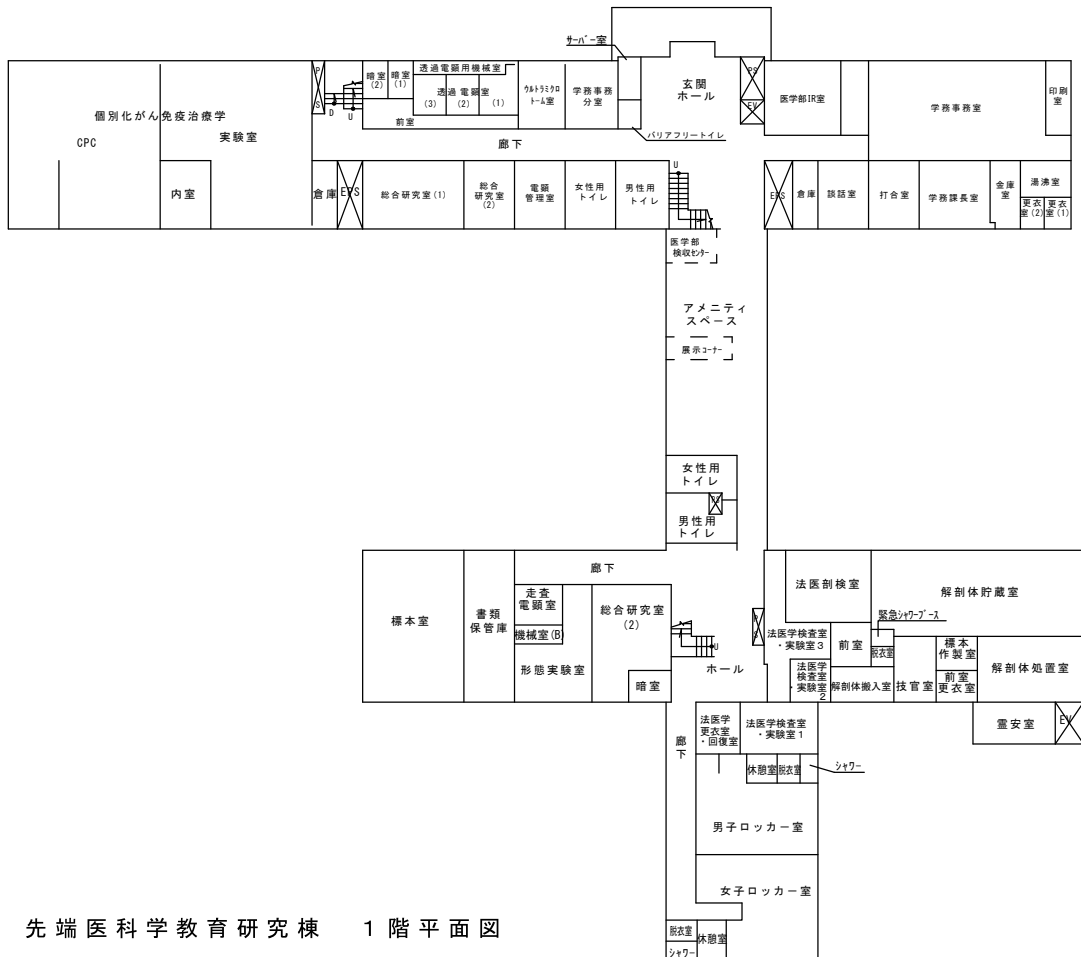 サーバー室
PS
暗室
(2)
暗室
(1)
透過電顕用機械室
透過電顕室
(3)
(2)
(1)
前室
D
U
ウルトラミクロ
トーム室
学務事務
分室
玄関
ホール
PS
EV
バリアフリートイレ
医学部IR室
学務事務室
印刷
室
個別化がん免疫治療学
CPC
実験室
内室
廊下
倉庫
EPS
総合研究室(1)
総合
研究室
(2)
電顕
管理室
女性用
トイレ
男性用
トイレ
U
EPS
倉庫
談話室
打合室
学務課長室
金庫
室
湯沸室
更衣
室(2)
更衣
室(1)
医学部
検収センター
アメニティ
スペース
展示コーナー
女性用
トイレ
PS
男性用
トイレ
廊下
標本室
書類
保管庫
走査
電顕室
機械室(B)
形態実験室
総合研究室
(2)
暗室
U
ホール
PS
法医剖検室
解剖体貯蔵室
緊急シャワーブース
法医学検査室
・実験室3
前室
脱衣室
標本
作製室
解剖体処置室
法医学
検査室
・実験室
2
解剖体搬入室
技官室
前室
更衣室
霊安室
EV
廊下
法医学
更衣室
・回復室
法医学検査室
・実験室1
休憩室
脱衣室
シャワー
男子ロッカー室
女子ロッカー室
脱衣室
シャワー
休憩室
先端医科学教育研究棟 1階平面図